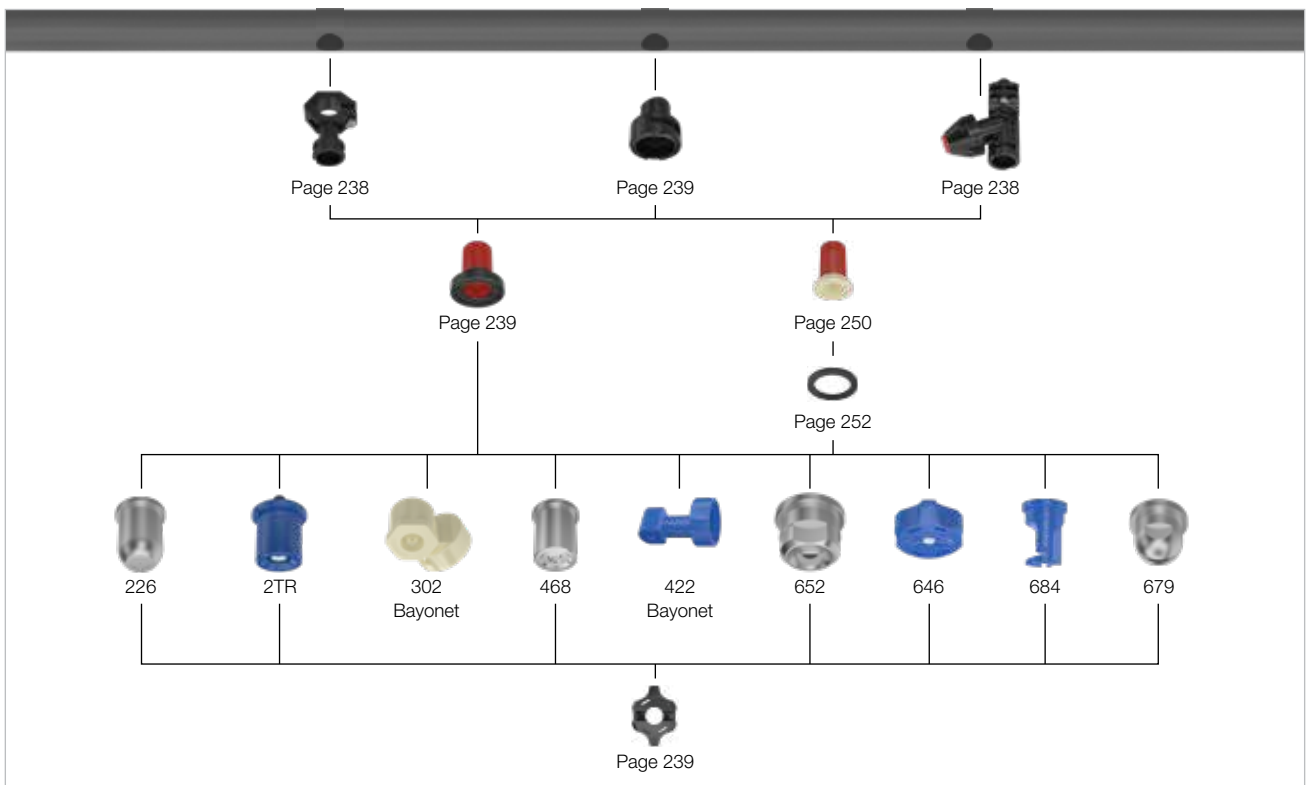 Page 238
Page 239
Page 238
Page 239
Page 250
Page 252
226
2TR
302
Bayonet
468
422
Bayonet
652
646
684
679
Page 239